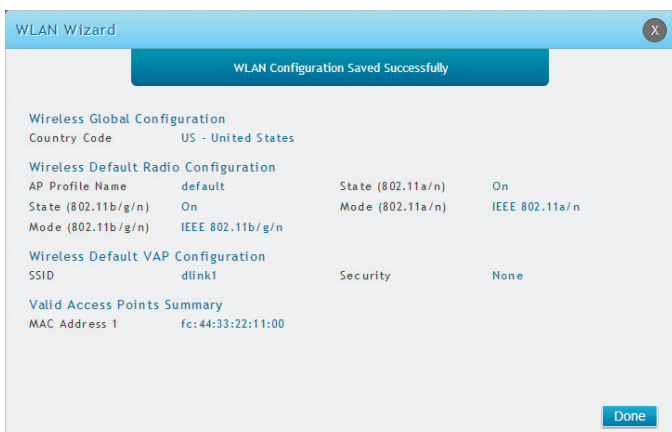 WLAN Wizard
X
WLAN Configuration Saved Successfully
Wireless Global Configuration
Country Code US - United States
Wireless Default Radio Configuration
AP Profile Name default State (802.11a/n) On
State (802.11b/g/n) On Mode (802.11a/n) IEEE 802.11a/n
Mode (802.11b/g/n) IEEE 802.11b/g/n
Wireless Default VAP Configuration
SSID dlink1 Security None
Valid Access Points Summary
MAC Address 1 fc:44:33:22:11:00
Done